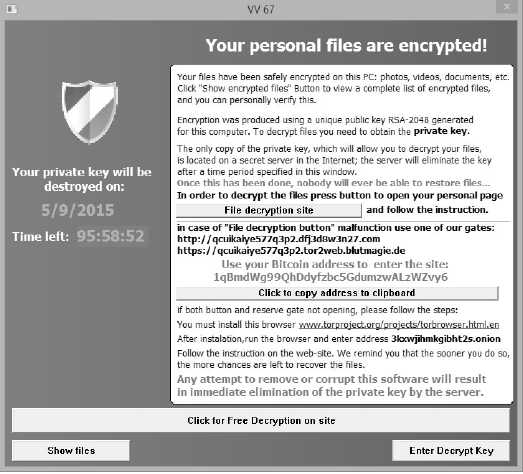 VV 67
Your personal files are encrypted!
Your files have been safely encrypted on this PC: photos, videos, documents, etc.
Click "Show encrypted files" Button to view a complete list of encrypted files,
and you can personally verify this.
Encryption was produced using a unique public key RSA-2048 generated
for this computer. To decrypt files you need to obtain the private key.
The only copy of the private key, which will allow you to decrypt your files,
is located on a secret server in the Internet; the server will eliminate the key
after a time period specified in this window.
Once this has been done, nobody will ever be able to restore files...
In order to decrypt the files press button to open your personal page
File decryption site and follow the instruction.
in case of "File decryption button" malfunction use one of our gates:
http://qcuikaiye577q3p2.dfj3d8w3n27.com
https://qcuikaiye577q3p2.tor2web.blutmagie.de
Use your Bitcoin address to enter the site:
1qBmdWg99QhDdyfzbc5GdumzwALzWZvy6
Click to copy address to clipboard
if both button and reserve gate not opening, please follow the steps:
You must install this browser www.torproject.org/projects/torbrowser.html.en
After instalation,run the browser and enter address 3kxwjihmkgibht2s.onion
Follow the instruction on the web-site. We remind you that the sooner you do so,
the more chances are left to recover the files.
Any attempt to remove or corrupt this software will result
in immediate elimination of the private key by the server.
Your private key will be
destroyed on:
5/9/2015
Time left: 95:58:52
Click for Free Decryption on site
Show files
Enter Decrypt Key